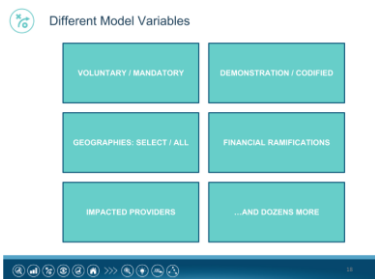 Different Model Variables
VOLUNTARY / MANDATORY
DEMONSTRATION / CODIFIED
GEOGRAPHIES: SELECT / ALL
FINANCIAL RAMIFICATIONS
IMPACTED PROVIDERS
...AND DOZENS MORE